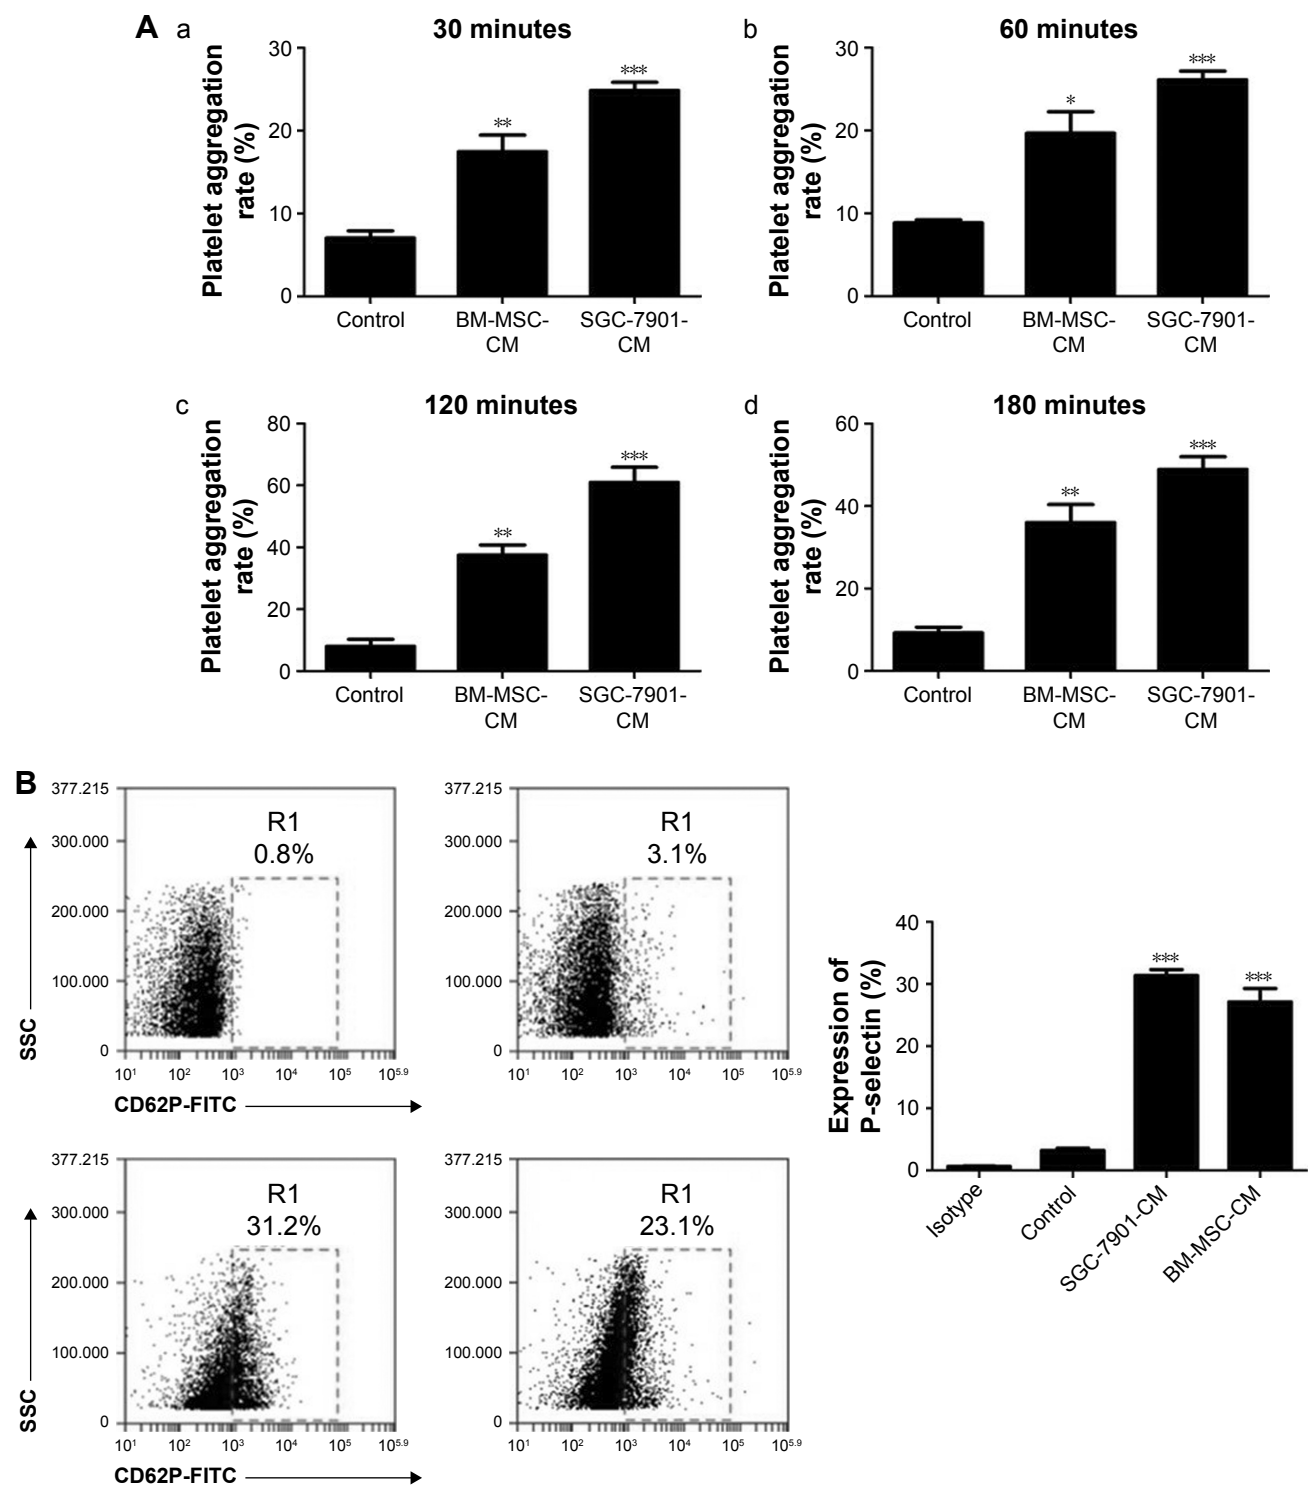 A a 30 minutes
Platelet aggregation
rate (%)
30
20
10
0
**
***
Control BM-MSC- SGC-7901-
CM CM
b 60 minutes
Platelet aggregation
rate (%)
30
20
10
0
*
***
Control BM-MSC- SGC-7901-
CM CM
c 120 minutes
Platelet aggregation
rate (%)
80
60
40
20
0
**
***
Control BM-MSC- SGC-7901-
CM CM
d 180 minutes
Platelet aggregation
rate (%)
60
40
20
0
**
***
Control BM-MSC- SGC-7901-
CM CM
B
377.215
300.000
200.000
100.000
0
SSC
R1
0.8%
10¹ 10² 10³ 10⁴ 10⁵ 10⁵·⁹
CD62P-FITC
377.215
300.000
200.000
100.000
0
R1
3.1%
10¹ 10² 10³ 10⁴ 10⁵ 10⁵·⁹
377.215
300.000
200.000
100.000
0
SSC
R1
31.2%
10¹ 10² 10³ 10⁴ 10⁵ 10⁵·⁹
CD62P-FITC
377.215
300.000
200.000
100.000
0
R1
23.1%
10¹ 10² 10³ 10⁴ 10⁵ 10⁵·⁹
Expression of
P-selectin (%)
40
30
20
10
0
***
***
Isotype
Control
SGC-7901-CM
BM-MSC-CM